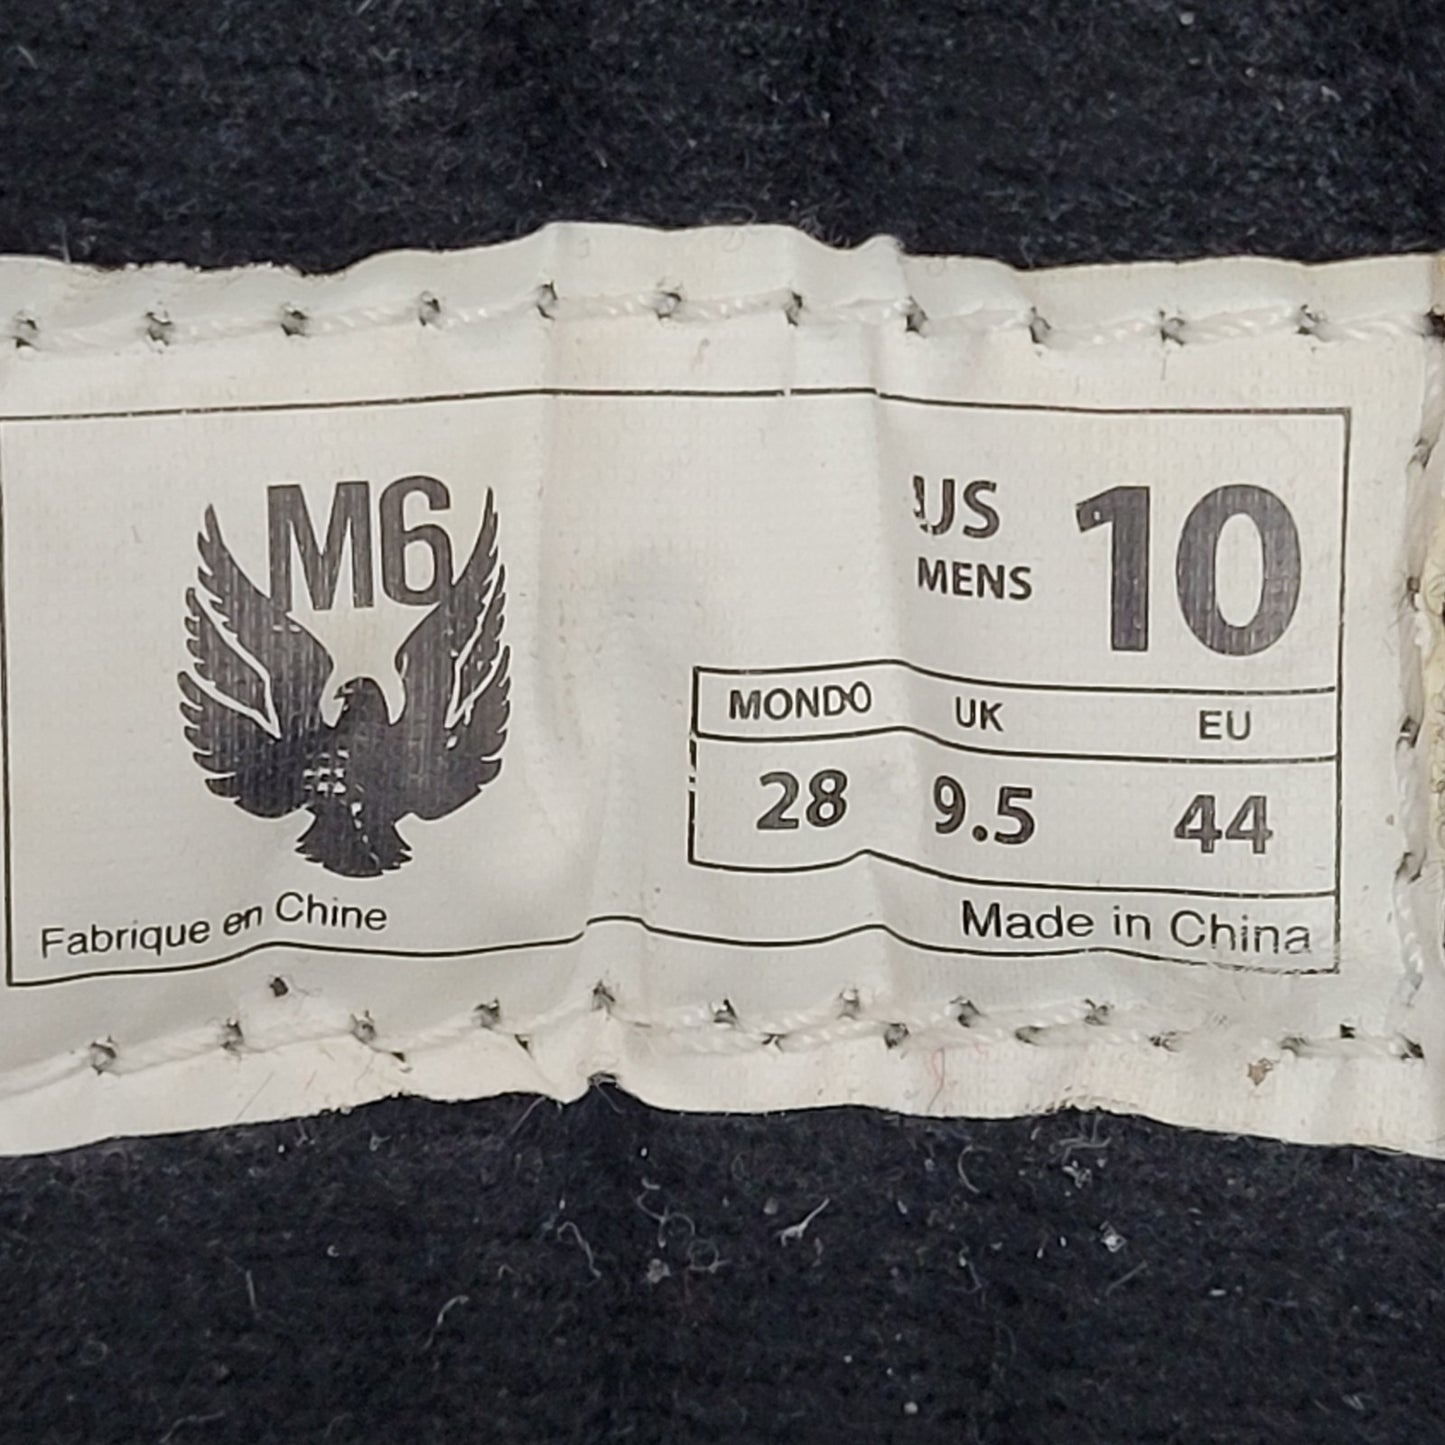 M6
US
MENS
10
MONDO UK EU
28 9.5 44
Fabrique en Chine
Made in China